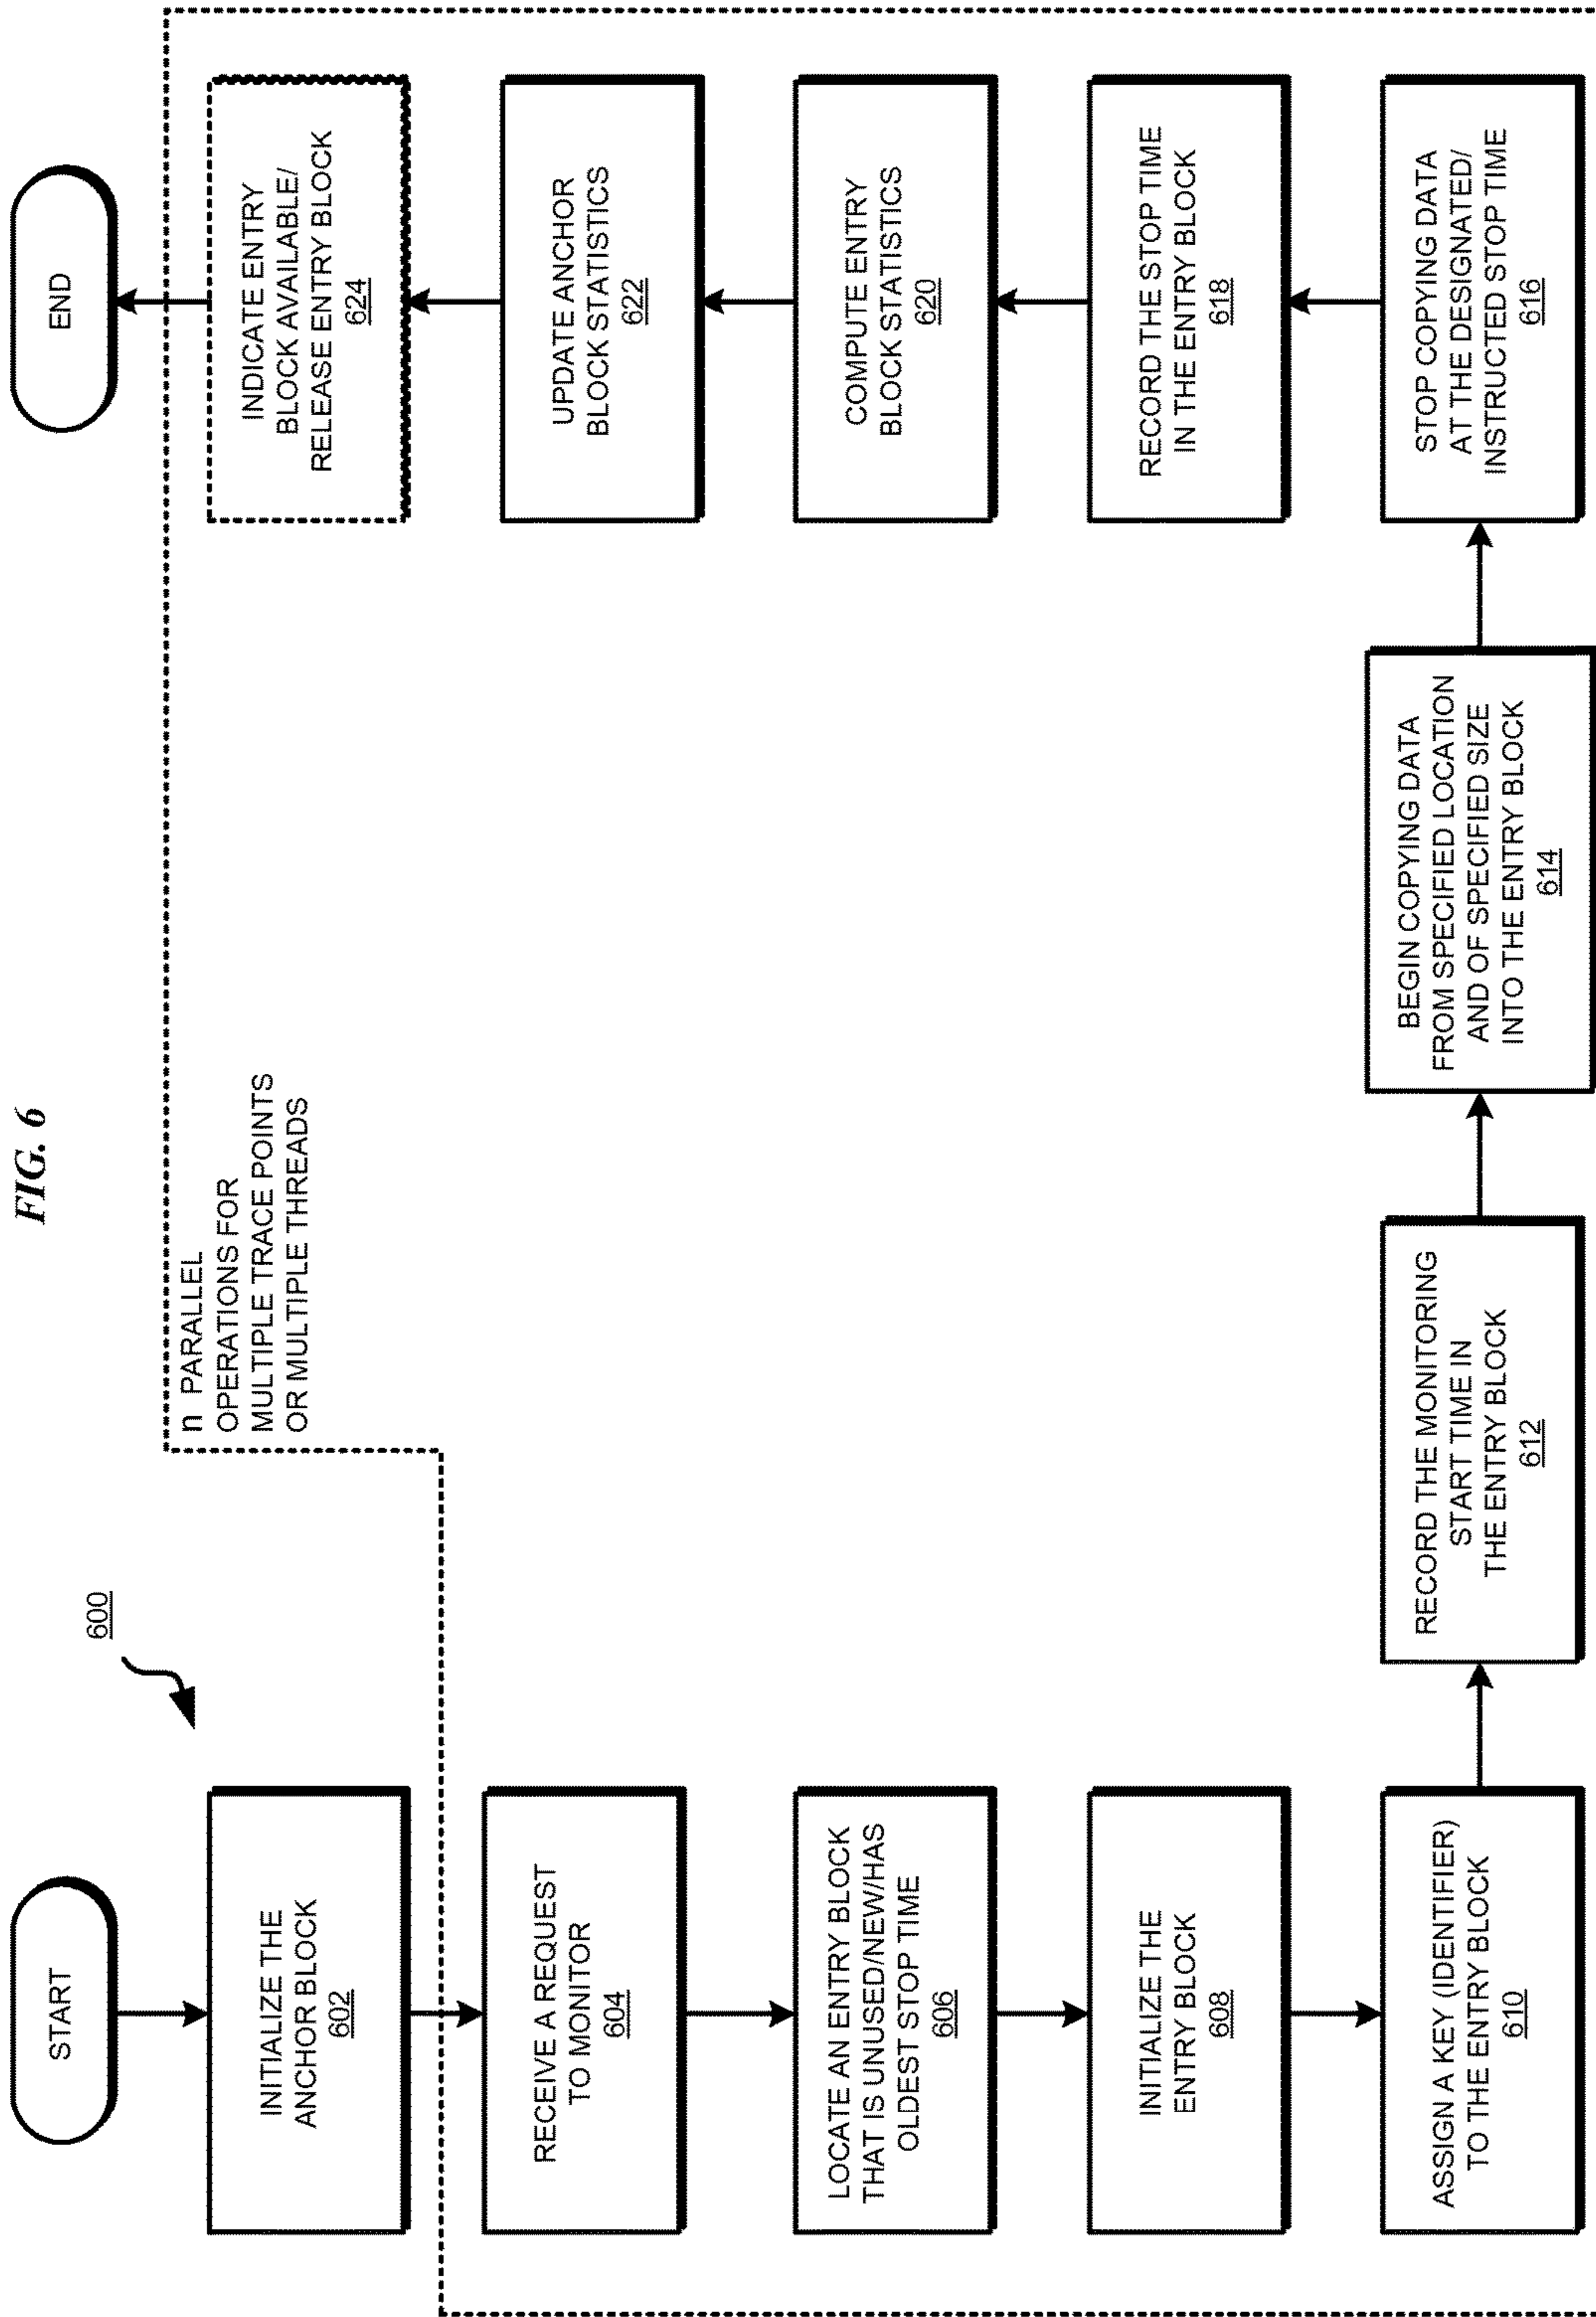 FIG. 6
600
START
INITIALIZE THE
ANCHOR BLOCK
602
n PARALLEL
OPERATIONS FOR
MULTIPLE TRACE POINTS
OR MULTIPLE THREADS
RECEIVE A REQUEST
TO MONITOR
604
LOCATE AN ENTRY BLOCK
THAT IS UNUSED/NEW/HAS
OLDEST STOP TIME
606
INITIALIZE THE
ENTRY BLOCK
608
ASSIGN A KEY (IDENTIFIER)
TO THE ENTRY BLOCK
610
RECORD THE MONITORING
START TIME IN
THE ENTRY BLOCK
612
BEGIN COPYING DATA
FROM SPECIFIED LOCATION
AND OF SPECIFIED SIZE
INTO THE ENTRY BLOCK
614
STOP COPYING DATA
AT THE DESIGNATED/
INSTRUCTED STOP TIME
616
RECORD THE STOP TIME
IN THE ENTRY BLOCK
618
COMPUTE ENTRY
BLOCK STATISTICS
620
UPDATE ANCHOR
BLOCK STATISTICS
622
INDICATE ENTRY
BLOCK AVAILABLE/
RELEASE ENTRY BLOCK
624
END